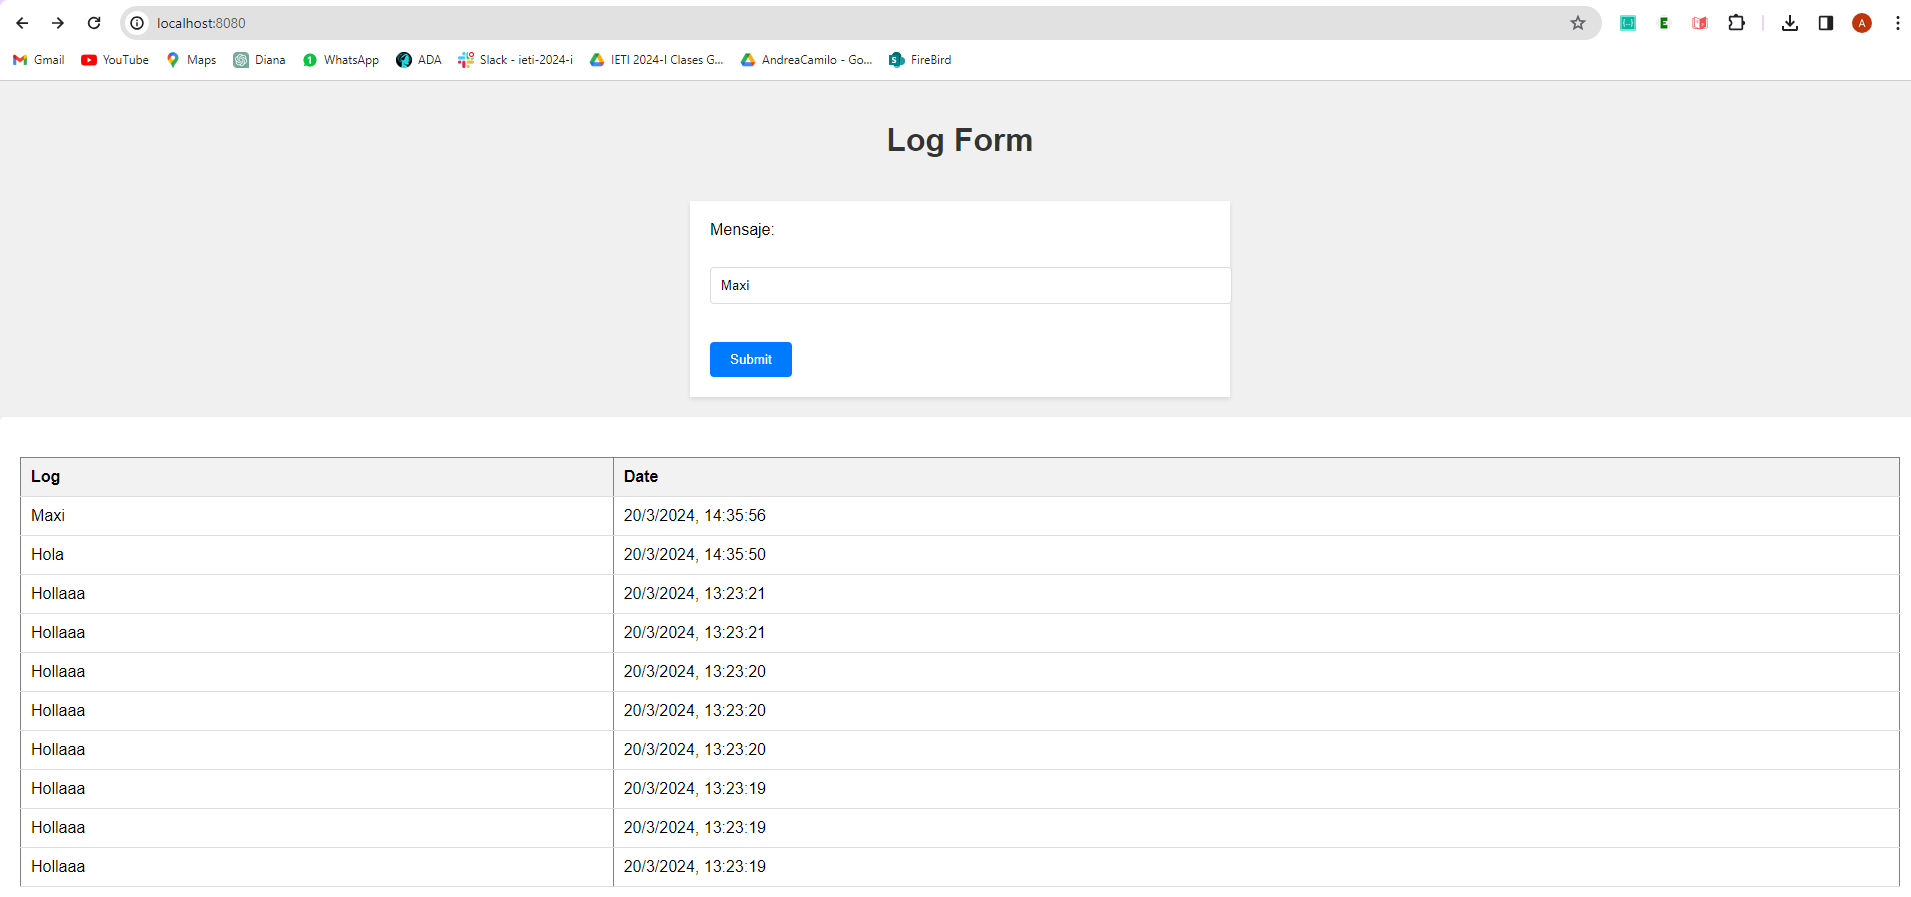 localhost:8080
A
Gmail YouTube Maps Diana 1 WhatsApp ADA Slack - ieti-2024-i IETI 2024-I Clases G... AndreaCamilo - Go... S FireBird
Log Form
Mensaje:
Maxi
Submit
Log Date
Maxi 20/3/2024, 14:35:56
Hola 20/3/2024, 14:35:50
Hollaaa 20/3/2024, 13:23:21
Hollaaa 20/3/2024, 13:23:21
Hollaaa 20/3/2024, 13:23:20
Hollaaa 20/3/2024, 13:23:20
Hollaaa 20/3/2024, 13:23:20
Hollaaa 20/3/2024, 13:23:19
Hollaaa 20/3/2024, 13:23:19
Hollaaa 20/3/2024, 13:23:19